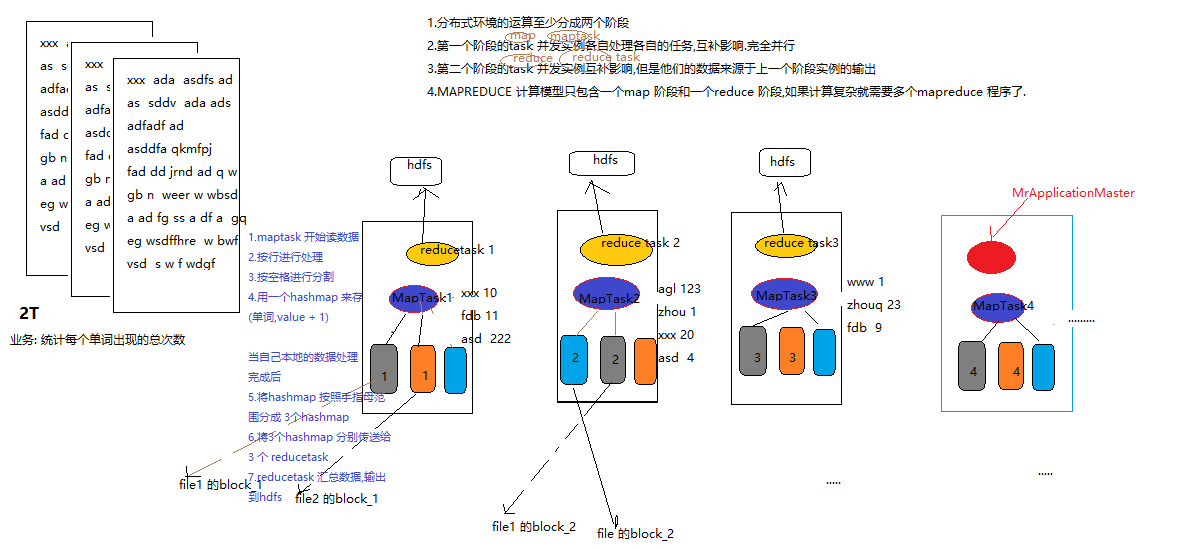 1.分布式环境的运算至少分成两个阶段
map maptask
2.第一个阶段的task 并发实例各自处理各自的任务,互补影响.完全并行
reduce reduce task
3.第二个阶段的task 并发实例互补影响,但是他们的数据来源于上一个阶段实例的输出
4.MAPREDUCE 计算模型只包含一个map 阶段和一个reduce 阶段,如果计算复杂就需要多个mapreduce 程序了.
xxx
as
adfa
asdd
fad
gb n
a ad
eg w
vsd
xxx
as
adfa
asdd
fad
gb n
a ad
eg w
vsd
xxx ada asdfs ad
as sddv ada ads
adfadf ad
asddfa qkmfpj
fad dd jrnd ad q w
gb n weer w wbsd
a ad fg ss a df a gq
eg wsdffhre w bwf
vsd s w f wdgf
2T
业务: 统计每个单词出现的总次数
1.maptask 开始读数据
2.按行进行处理
3.按空格进行分割
4.用一个hashmap 来存
(单词,value + 1)
当自己本地的数据处理
完成后
5.将hashmap 按照手指母范
围分成 3个hashmap
6.将3个hashmap 分别传送给
3 个 reducetask
7.reducetask 汇总数据,输出
到hdfs
hdfs
reducetask 1
MapTask1
xxx 10
fdb 11
asd 222
1
1
file1 的block_1
file2 的block_1
hdfs
reduce task 2
MapTask2
agl 123
zhou 1
xxx 20
asd 4
2
2
file1 的block_2
file 的block_2
hdfs
reduce task3
MapTask3
www 1
zhouq 23
fdb 9
3
3
.....
MrApplicationMaster
MapTask4
.........
4
4
.....